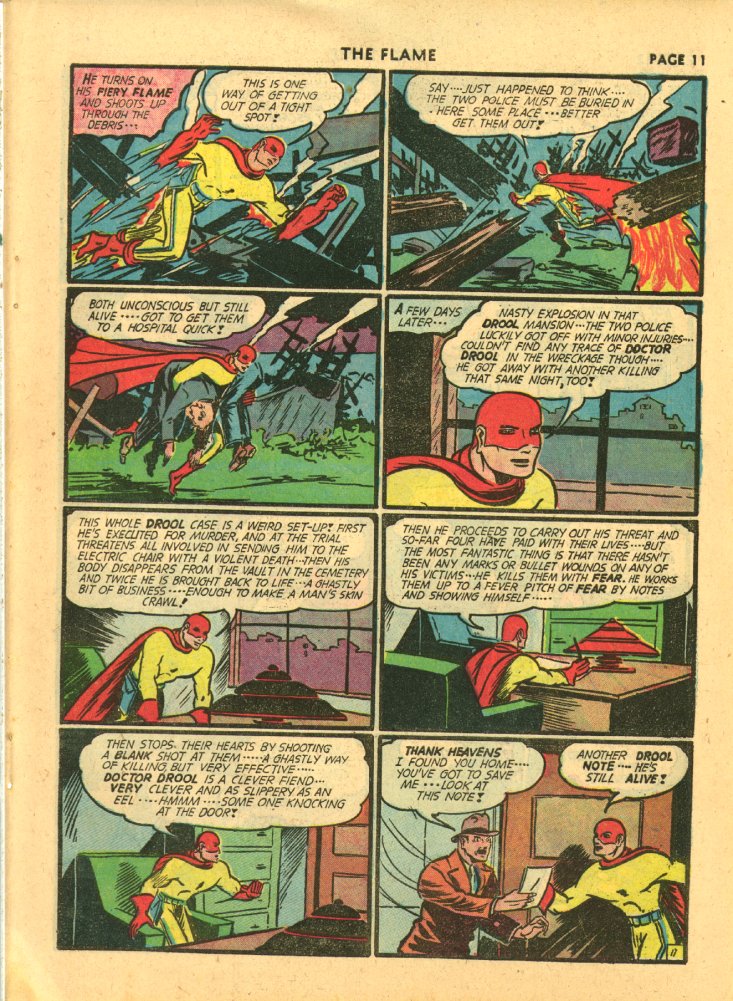 THE FLAME
PAGE 11
HE TURNS ON
HIS FIERY FLAME
AND SHOOTS UP
THROUGH THE
DEBRIS...
THIS IS ONE
WAY OF GETTING
OUT OF A TIGHT
SPOT!
SAY....JUST HAPPENED TO THINK....
THE TWO POLICE MUST BE BURIED IN
HERE SOME PLACE ...BETTER
GET THEM OUT!
BOTH UNCONSCIOUS BUT STILL
ALIVE ....GOT TO GET THEM
TO A HOSPITAL QUICK!
A FEW DAYS
LATER...
NASTY EXPLOSION IN THAT
DROOL MANSION...THE TWO POLICE
LUCKILY GOT OFF WITH MINOR INJURIES....
COULDN'T FIND ANY TRACE OF DOCTOR
DROOL IN THE WRECKAGE THOUGH....
HE GOT AWAY WITH ANOTHER KILLING
THAT SAME NIGHT, TOO!
THIS WHOLE DROOL CASE IS A WEIRD SET-UP! FIRST
HE'S EXECUTED FOR MURDER, AND AT THE TRIAL
THREATENS ALL INVOLVED IN SENDING HIM TO THE
ELECTRIC CHAIR WITH A VIOLENT DEATH...THEN HIS
BODY DISAPPEARS FROM THE VAULT IN THE CEMETERY
AND TWICE HE IS BROUGHT BACK TO LIFE...A GHASTLY
BIT OF BUSINESS ....ENOUGH TO MAKE A MAN'S SKIN
CRAWL!
THEN HE PROCEEDS TO CARRY OUT HIS THREAT AND
SO-FAR FOUR HAVE PAID WITH THEIR LIVES....BUT
THE MOST FANTASTIC THING IS THAT THERE HASN'T
BEEN ANY MARKS OR BULLET WOUNDS ON ANY OF
HIS VICTIMS...HE KILLS THEM WITH FEAR. HE WORKS
THEM UP TO A FEVER PITCH OF FEAR BY NOTES
AND SHOWING HIMSELF....
THEN STOPS THEIR HEARTS BY SHOOTING
A BLANK SHOT AT THEM ....A GHASTLY WAY
OF KILLING BUT VERY EFFECTIVE....
DOCTOR DROOL IS A CLEVER FIEND...
VERY CLEVER AND AS SLIPPERY AS AN
EEL ....HMMM ....SOME ONE KNOCKING
AT THE DOOR!
THANK HEAVENS
I FOUND YOU HOME....
YOU'VE GOT TO SAVE
ME ...LOOK AT
THIS NOTE!
ANOTHER DROOL
NOTE .... HE'S
STILL ALIVE!
11